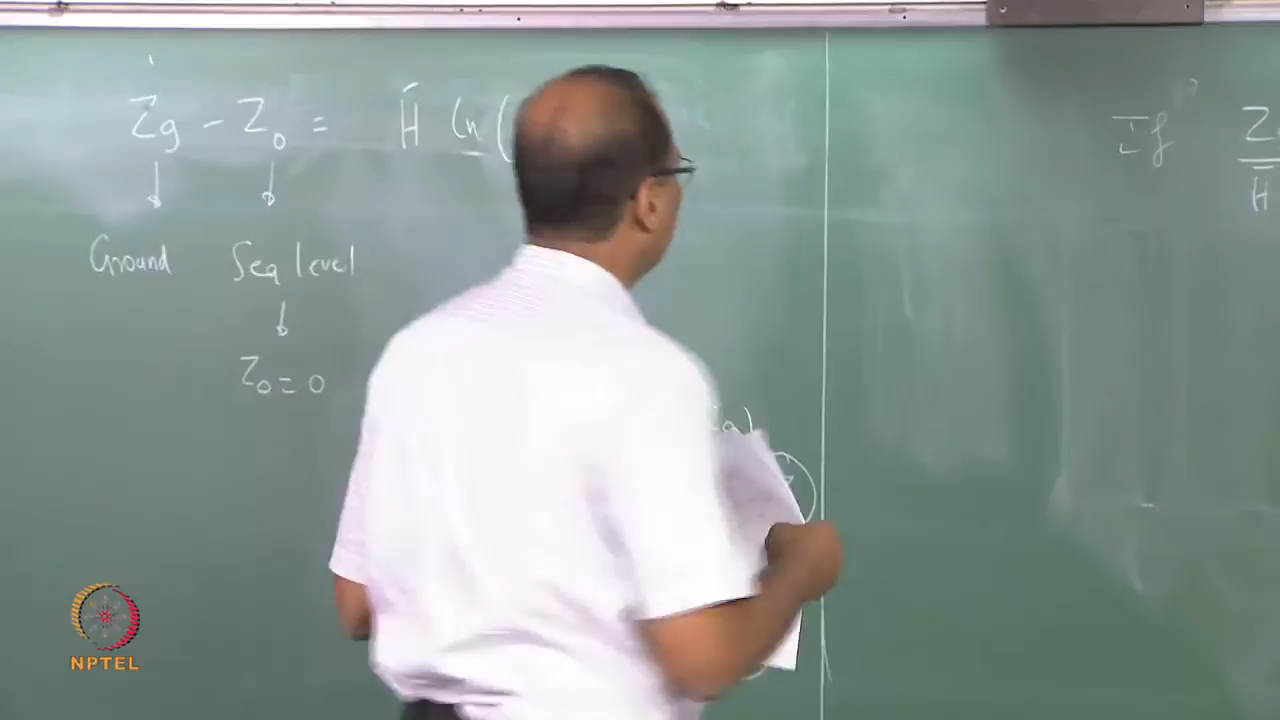 Zg - Z0 = H̄ ln (
Ground Sea level
Z0 = 0
If Z
H̄
NPTEL